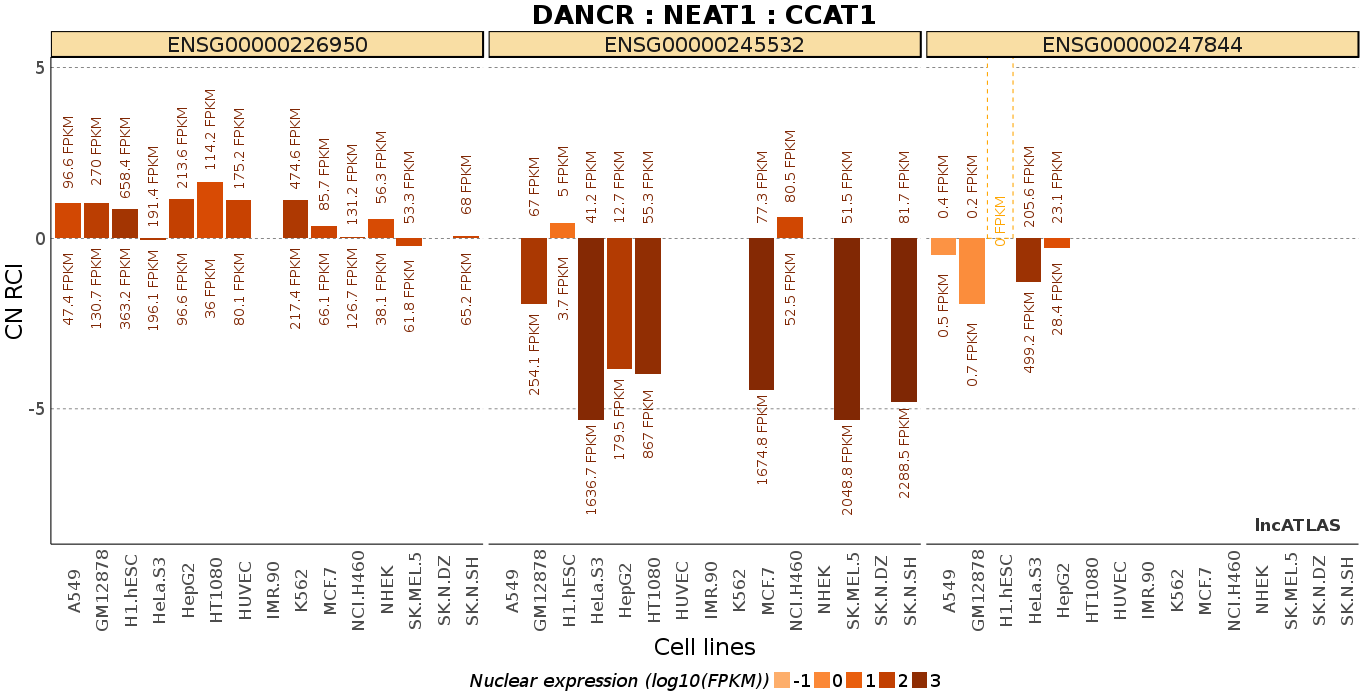 DANCR : NEAT1 : CCAT1
ENSG00000226950 ENSG00000245532 ENSG00000247844
CN RCI
5
0
-5
96.6 FPKM
270 FPKM
658.4 FPKM
191.4 FPKM
213.6 FPKM
114.2 FPKM
175.2 FPKM
474.6 FPKM
85.7 FPKM
131.2 FPKM
56.3 FPKM
53.3 FPKM
68 FPKM
47.4 FPKM
130.7 FPKM
363.2 FPKM
196.1 FPKM
96.6 FPKM
36 FPKM
80.1 FPKM
217.4 FPKM
66.1 FPKM
126.7 FPKM
38.1 FPKM
61.8 FPKM
65.2 FPKM
67 FPKM
5 FPKM
41.2 FPKM
12.7 FPKM
55.3 FPKM
77.3 FPKM
80.5 FPKM
51.5 FPKM
81.7 FPKM
254.1 FPKM
3.7 FPKM
1636.7 FPKM
179.5 FPKM
867 FPKM
1674.8 FPKM
52.5 FPKM
2048.8 FPKM
2288.5 FPKM
0.4 FPKM
0.2 FPKM
0 FPKM
205.6 FPKM
23.1 FPKM
0.5 FPKM
0.7 FPKM
499.2 FPKM
28.4 FPKM
lncATLAS
A549
GM12878
H1.hESC
HeLa.S3
HepG2
HT1080
HUVEC
IMR.90
K562
MCF.7
NCI.H460
NHEK
SK.MEL.5
SK.N.DZ
SK.N.SH
A549
GM12878
H1.hESC
HeLa.S3
HepG2
HT1080
HUVEC
IMR.90
K562
MCF.7
NCI.H460
NHEK
SK.MEL.5
SK.N.DZ
SK.N.SH
A549
GM12878
H1.hESC
HeLa.S3
HepG2
HT1080
HUVEC
IMR.90
K562
MCF.7
NCI.H460
NHEK
SK.MEL.5
SK.N.DZ
SK.N.SH
Cell lines
Nuclear expression (log10(FPKM)) -1 0 1 2 3